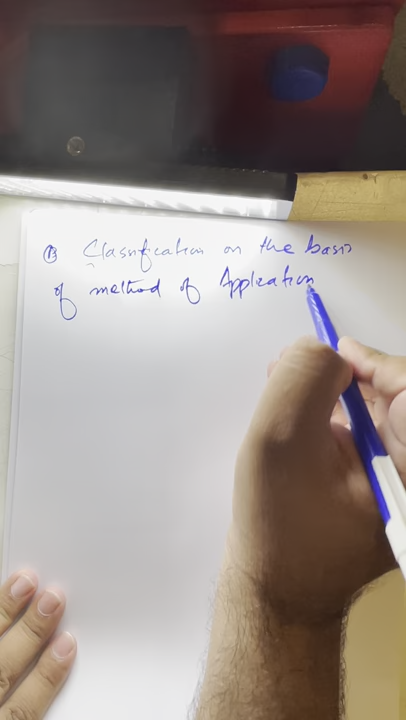 Ⓑ Classification on the basis
of method of Application